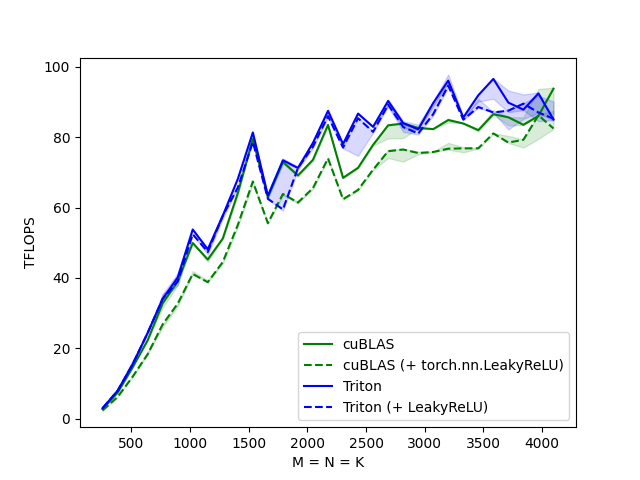 100
80
60
40
20
0
TFLOPS
cuBLAS
cuBLAS (+ torch.nn.LeakyReLU)
Triton
Triton (+ LeakyReLU)
500 1000 1500 2000 2500 3000 3500 4000
M = N = K